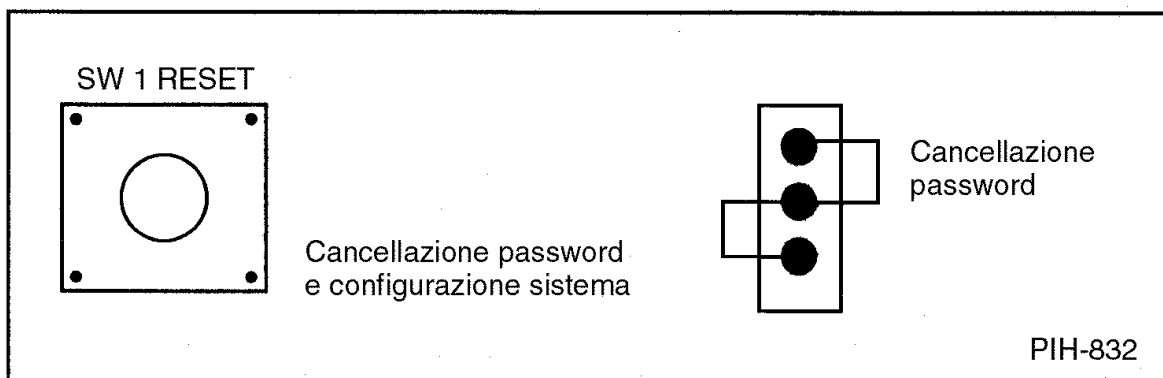 SW 1 RESET
Cancellazione password
e configurazione sistema
Cancellazione
password
PIH-832